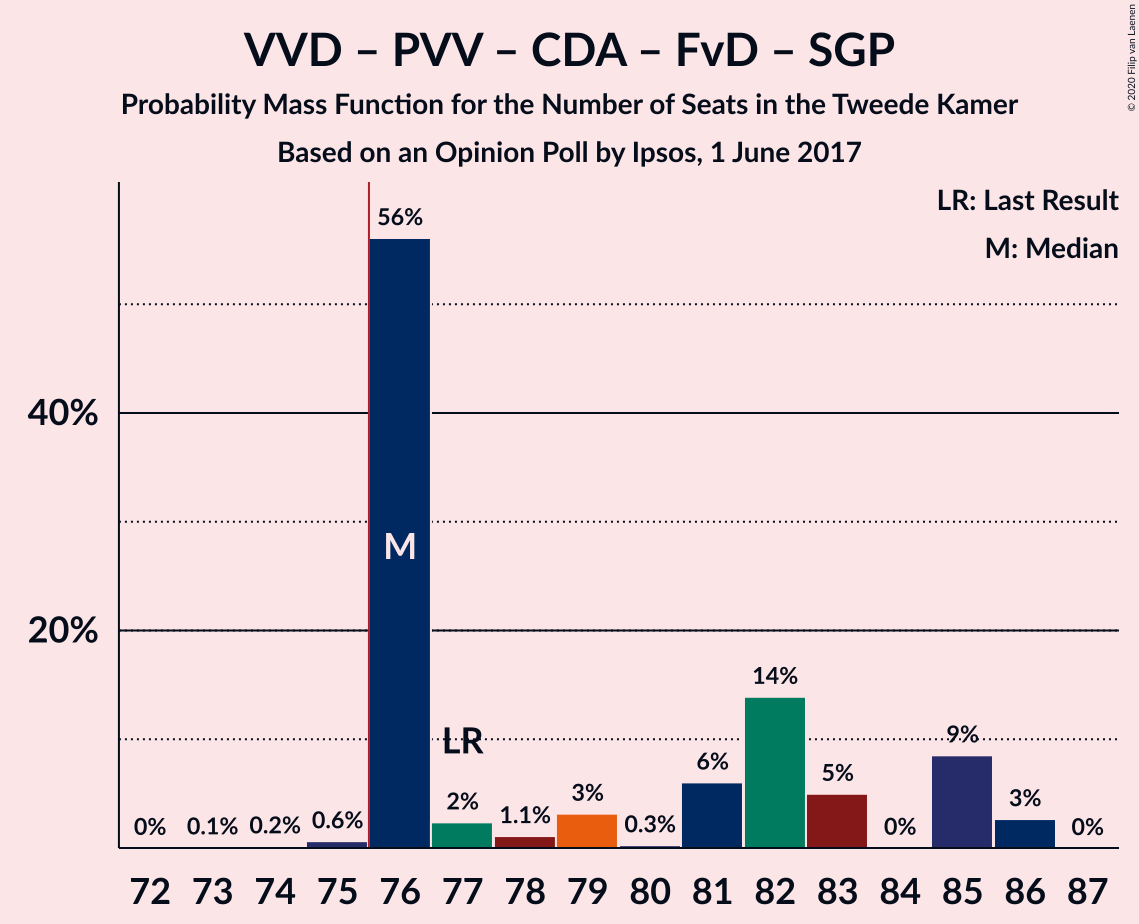 VVD – PVV – CDA – FvD – SGP
Probability Mass Function for the Number of Seats in the Tweede Kamer
Based on an Opinion Poll by Ipsos, 1 June 2017
© 2020 Filip van Laenen
LR: Last Result
M: Median
40%
20%
0%
0.1%
0.2%
0.6%
56%
M
LR
2%
1.1%
3%
0.3%
6%
14%
5%
0%
9%
3%
0%
72 73 74 75 76 77 78 79 80 81 82 83 84 85 86 87